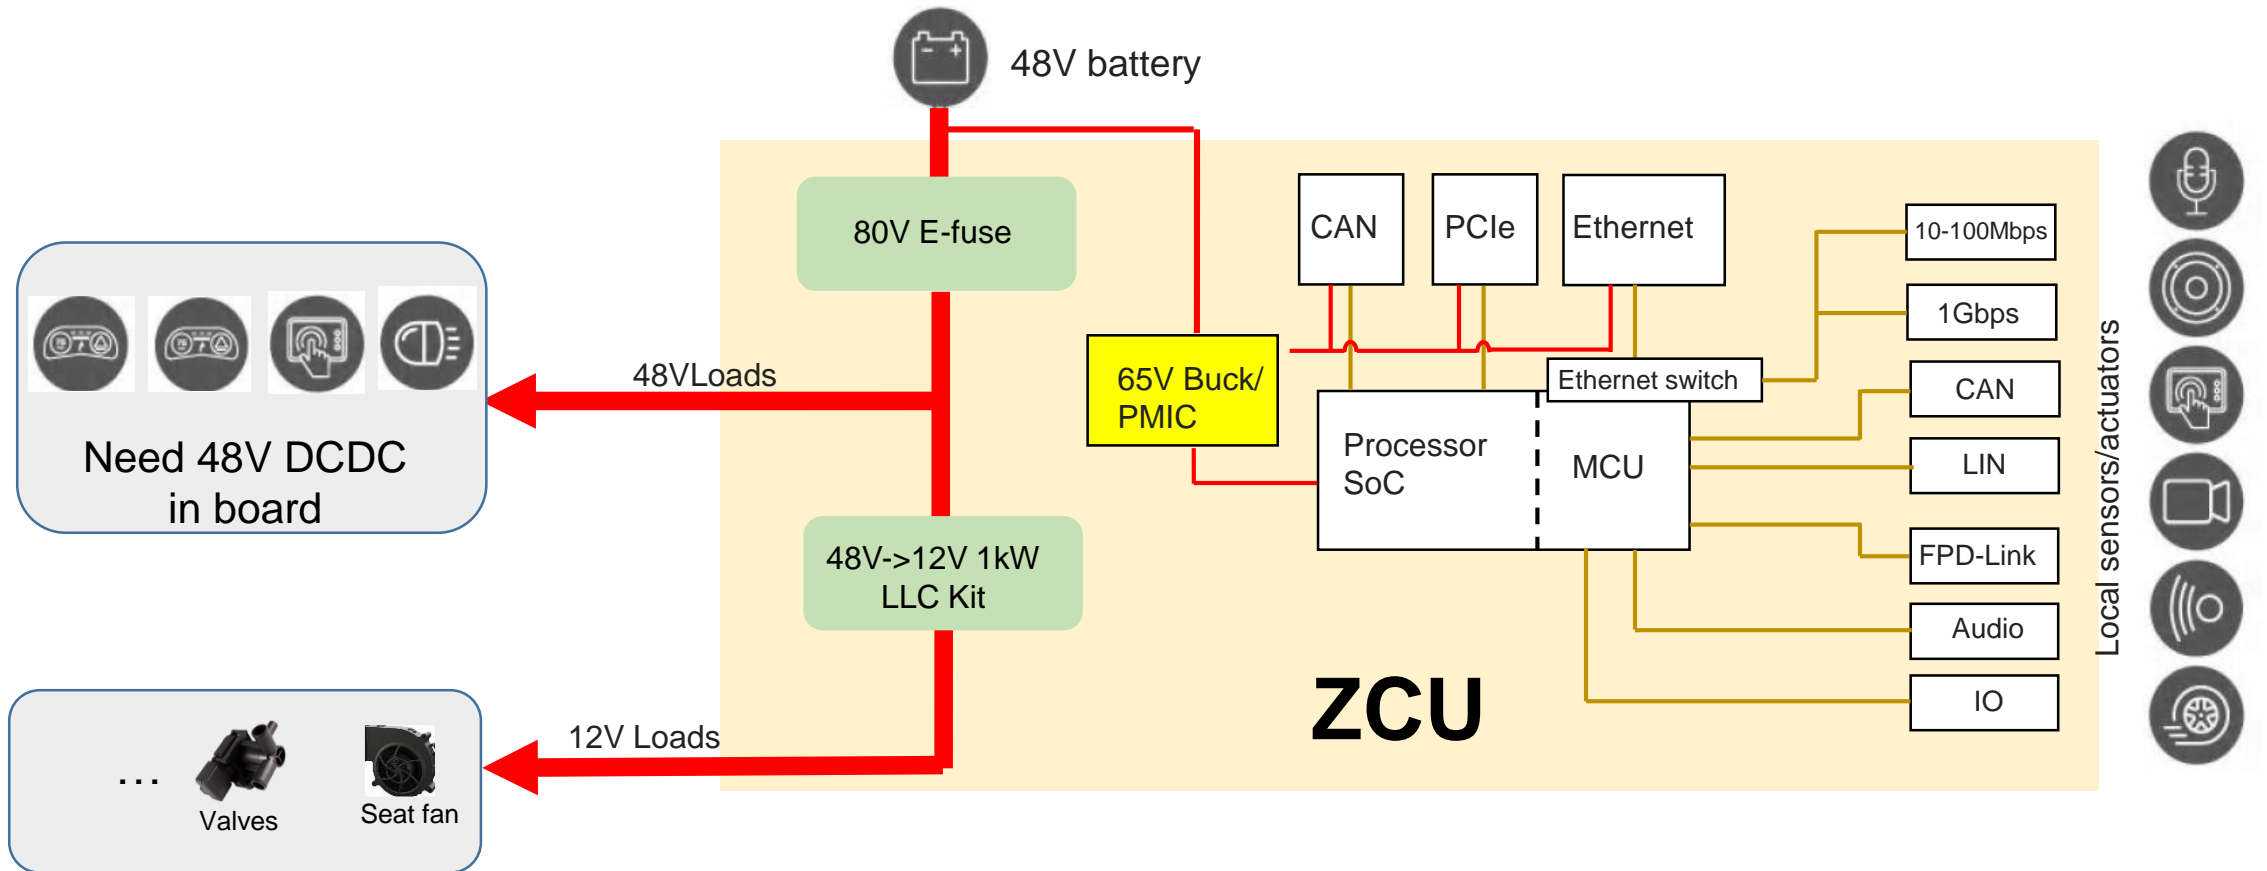 48V battery
80V E-fuse
CAN
PCIe
Ethernet
10-100Mbps
1Gbps
48VLoads
65V Buck/
PMIC
Ethernet switch
CAN
Need 48V DCDC
in board
Processor
SoC
MCU
LIN
48V->12V 1kW
LLC Kit
FPD-Link
Audio
IO
Local sensors/actuators
ZCU
12V Loads
...
Valves
Seat fan